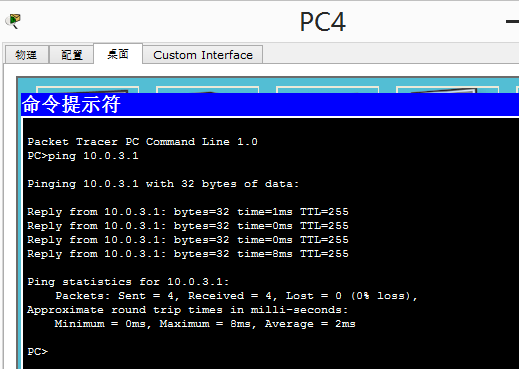 PC4
物理 配置 桌面 Custom Interface
命令提示符
Packet Tracer PC Command Line 1.0
PC>ping 10.0.3.1
Pinging 10.0.3.1 with 32 bytes of data:
Reply from 10.0.3.1: bytes=32 time=1ms TTL=255
Reply from 10.0.3.1: bytes=32 time=0ms TTL=255
Reply from 10.0.3.1: bytes=32 time=0ms TTL=255
Reply from 10.0.3.1: bytes=32 time=8ms TTL=255
Ping statistics for 10.0.3.1:
Packets: Sent = 4, Received = 4, Lost = 0 (0% loss),
Approximate round trip times in milli-seconds:
Minimum = 0ms, Maximum = 8ms, Average = 2ms
PC>